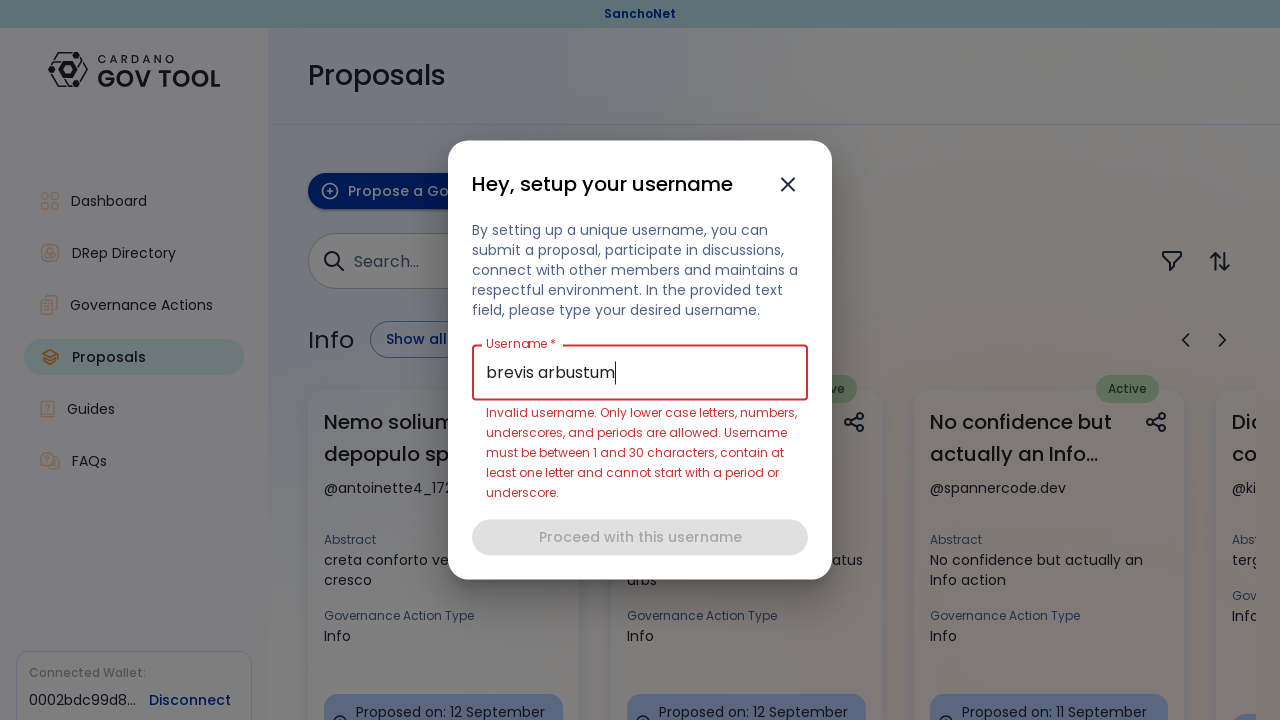 SanchoNet
CARDANO
GOV TOOL
Dashboard
DRep Directory
Governance Actions
Proposals
Guides
FAQs
Connected Wallet:
0002bdc99d8...
Disconnect
Proposals
Propose a Go
Search...
Info
Show all
Hey, setup your username
By setting up a unique username, you can
submit a proposal, participate in discussions,
connect with other members and maintains a
respectful environment. In the provided text
field, please type your desired username.
Username *
brevis arbustum
Invalid username. Only lower case letters, numbers,
underscores, and periods are allowed. Username
must be between 1 and 30 characters, contain at
least one letter and cannot start with a period or
underscore.
Proceed with this username
Nemo solium
depopulo sp
@antoinette4_172
Abstract
creta conforto ve
cresco
Governance Action Type
Info
Proposed on: 12 September
Governance Action Type
Info
Proposed on: 12 September
Active
No confidence but
actually an Info...
@spannercode.dev
Abstract
No confidence but actually an
Info action
Governance Action Type
Info
Proposed on: 11 September
co
@ki
Abst
Gov
Info